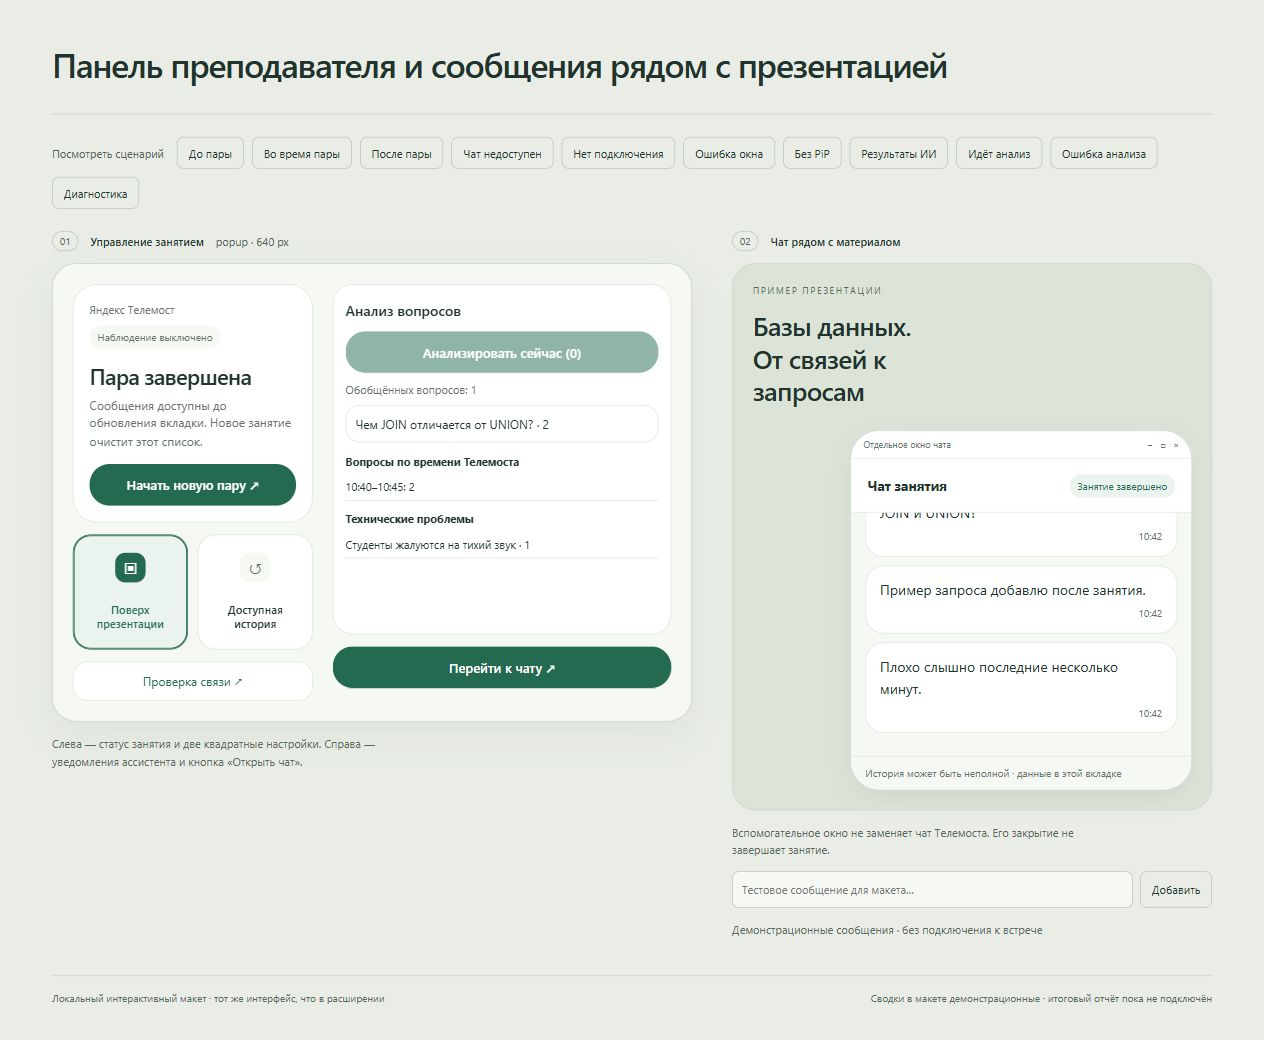 Панель преподавателя и сообщения рядом с презентацией
Посмотреть сценарий
До пары
Во время пары
После пары
Чат недоступен
Нет подключения
Ошибка окна
Без PiP
Результаты ИИ
Идёт анализ
Ошибка анализа
Диагностика
01 Управление занятием popup · 640 px
Яндекс Телемост
Наблюдение выключено
Пара завершена
Сообщения доступны до
обновления вкладки. Новое занятие
очистит этот список.
Начать новую пару ↗
Поверх
презентации
Доступная
история
Проверка связи ↗
Анализ вопросов
Анализировать сейчас (0)
Обобщённых вопросов: 1
Чем JOIN отличается от UNION? · 2
Вопросы по времени Телемоста
10:40–10:45: 2
Технические проблемы
Студенты жалуются на тихий звук · 1
Перейти к чату ↗
Слева — статус занятия и две квадратные настройки. Справа —
уведомления ассистента и кнопка «Открыть чат».
02 Чат рядом с материалом
ПРИМЕР ПРЕЗЕНТАЦИИ
Базы данных.
От связей к
запросам
Отдельное окно чата
Чат занятия
Занятие завершено
JOIN и UNION?
10:42
Пример запроса добавлю после занятия.
10:42
Плохо слышно последние несколько
минут.
10:42
История может быть неполной · данные в этой вкладке
Вспомогательное окно не заменяет чат Телемоста. Его закрытие не
завершает занятие.
Тестовое сообщение для макета…
Добавить
Демонстрационные сообщения · без подключения к встрече
Локальный интерактивный макет · тот же интерфейс, что в расширении
Сводки в макете демонстрационные · итоговый отчёт пока не подключён